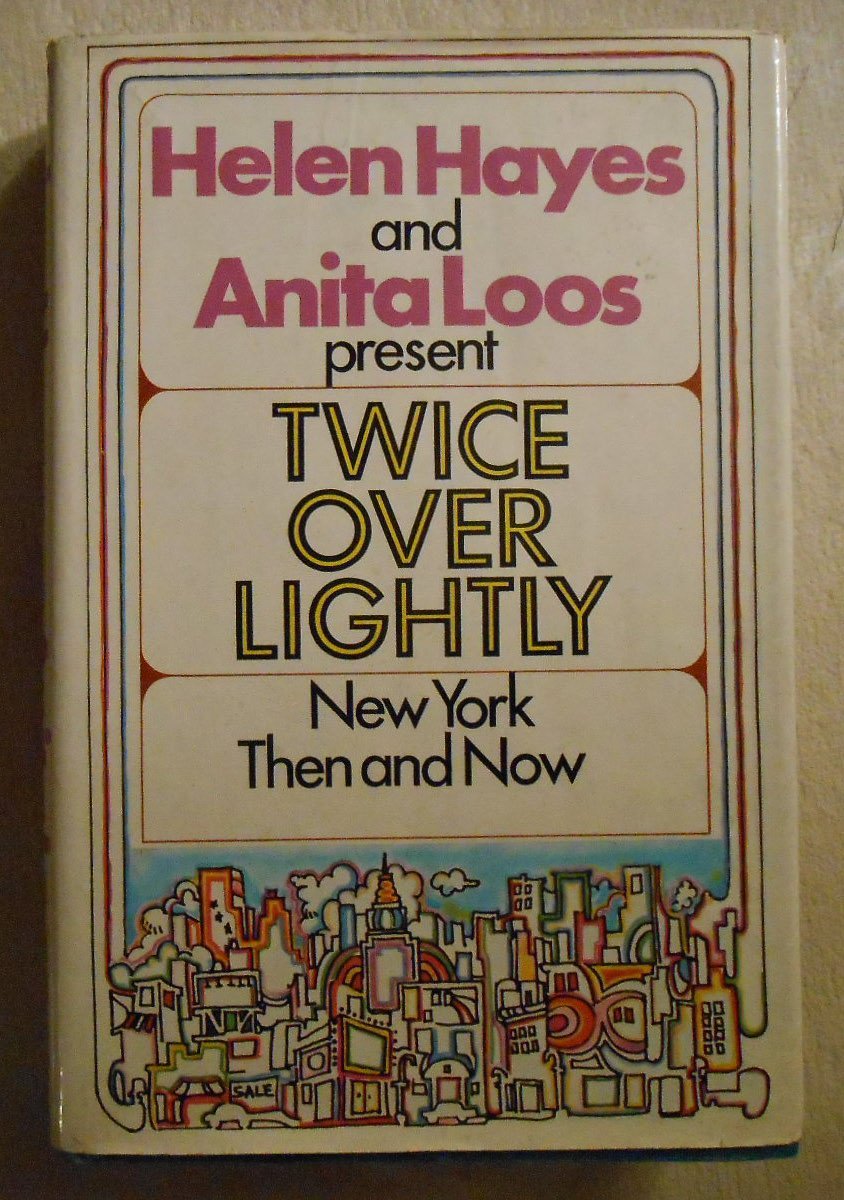 Helen Hayes
and
Anita Loos
present
TWICE
OVER
LIGHTLY
New York
Then and Now
SALE